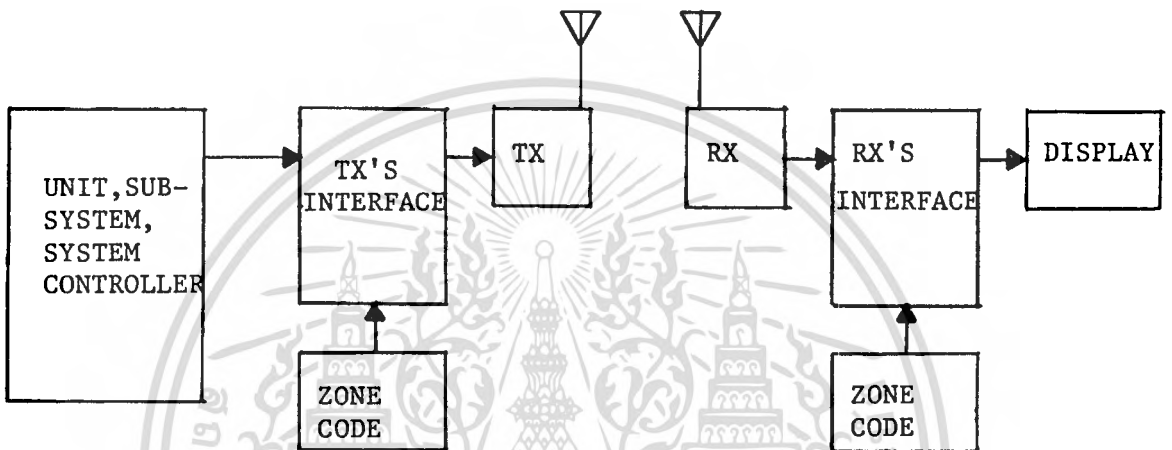 UNIT,SUB-
SYSTEM,
SYSTEM
CONTROLLER
TX'S
INTERFACE
TX
RX
RX'S
INTERFACE
DISPLAY
ZONE
CODE
ZONE
CODE